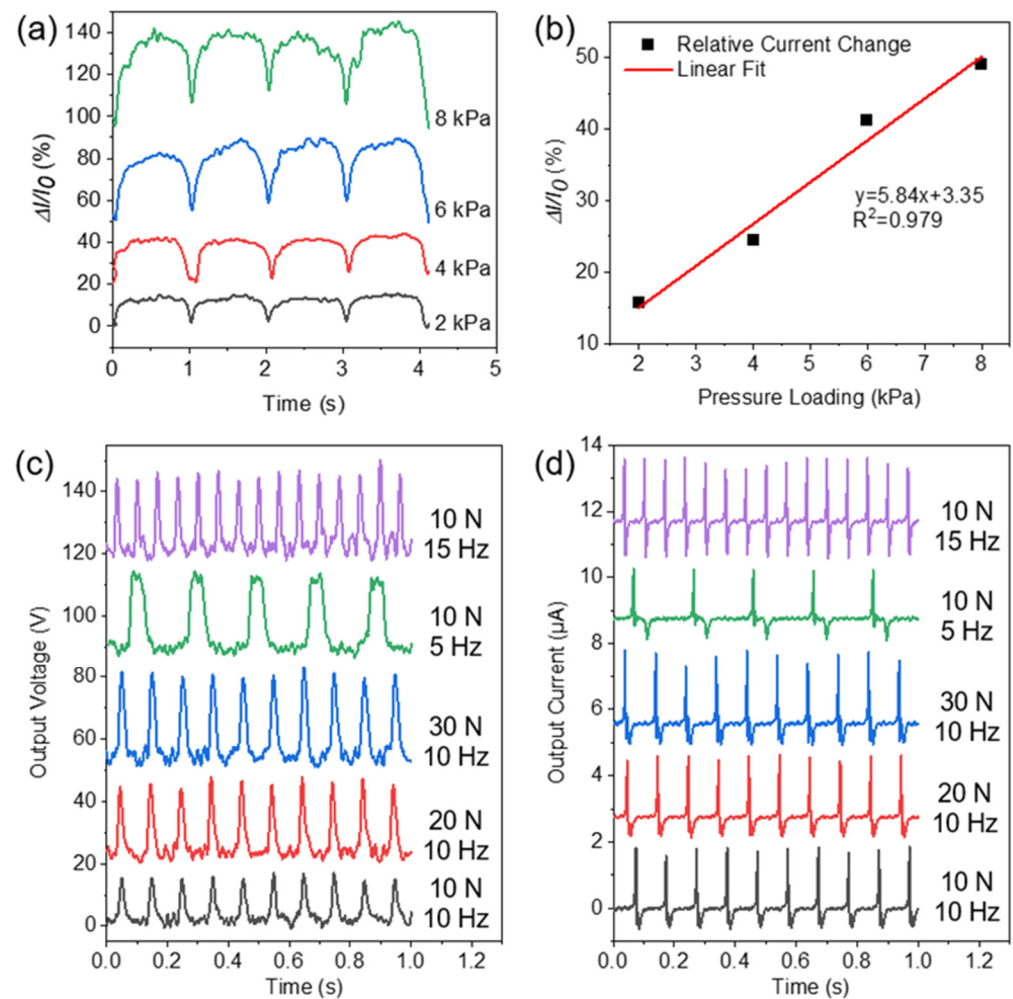 (a)
140
120
100
80
60
40
20
0
ΔI/I0 (%)
8 kPa
6 kPa
4 kPa
2 kPa
0 1 2 3 4 5
Time (s)
(b)
50
40
30
20
10
ΔI/I0 (%)
Relative Current Change
Linear Fit
y=5.84x+3.35
R2=0.979
2 4 6 8
Pressure Loading (kPa)
(c)
140
120
100
80
60
40
20
0
Output Voltage (V)
10 N
15 Hz
10 N
5 Hz
30 N
10 Hz
20 N
10 Hz
10 N
10 Hz
0.0 0.2 0.4 0.6 0.8 1.0 1.2
Time (s)
(d)
14
12
10
8
6
4
2
0
Output Current (μA)
10 N
15 Hz
10 N
5 Hz
30 N
10 Hz
20 N
10 Hz
10 N
10 Hz
0.0 0.2 0.4 0.6 0.8 1.0 1.2
Time (s)